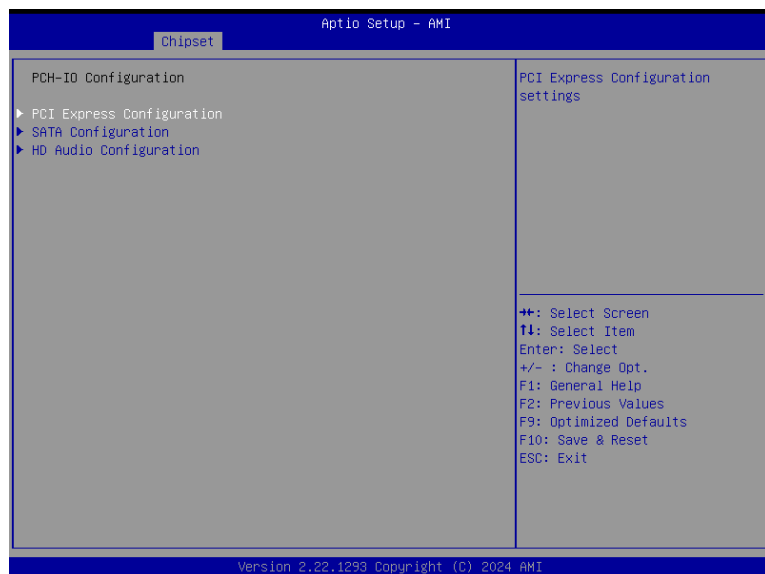 Aptio Setup – AMI
Chipset
PCH-IO Configuration
▶ PCI Express Configuration
▶ SATA Configuration
▶ HD Audio Configuration
PCI Express Configuration
settings
→←: Select Screen
↑↓: Select Item
Enter: Select
+/- : Change Opt.
F1: General Help
F2: Previous Values
F9: Optimized Defaults
F10: Save & Reset
ESC: Exit
Version 2.22.1293 Copyright (C) 2024 AMI